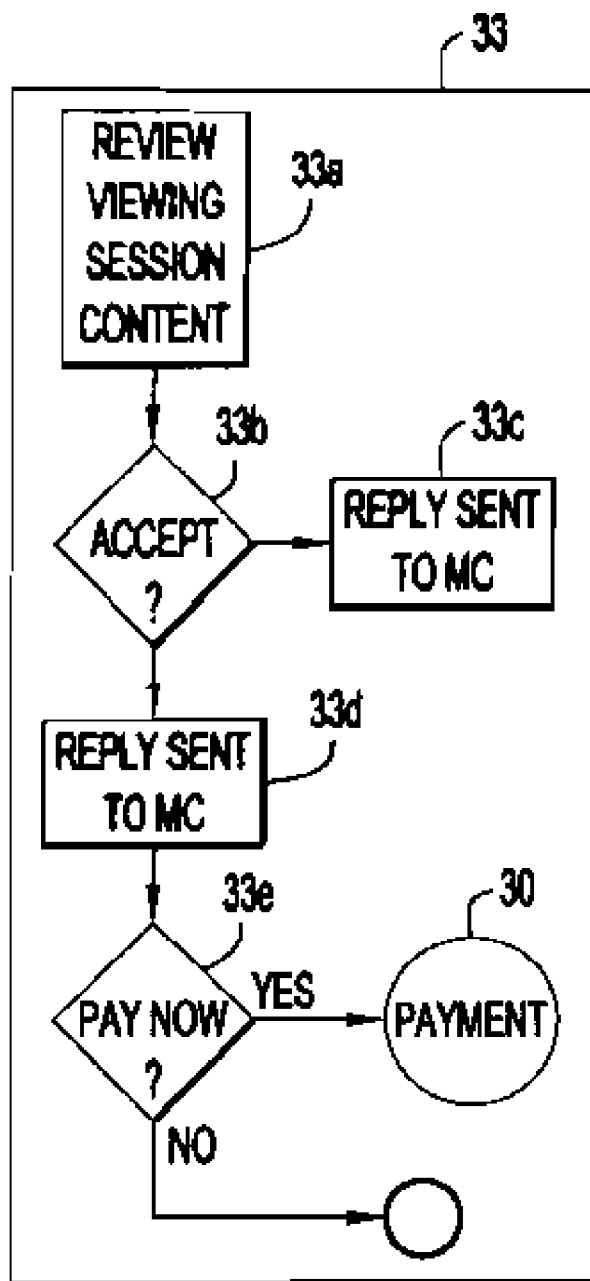 33
REVIEW
VIEWING
SESSION
CONTENT
33a
33b
ACCEPT
?
33c
REPLY SENT
TO MC
33d
REPLY SENT
TO MC
33e
PAY NOW
?
YES
30
PAYMENT
NO